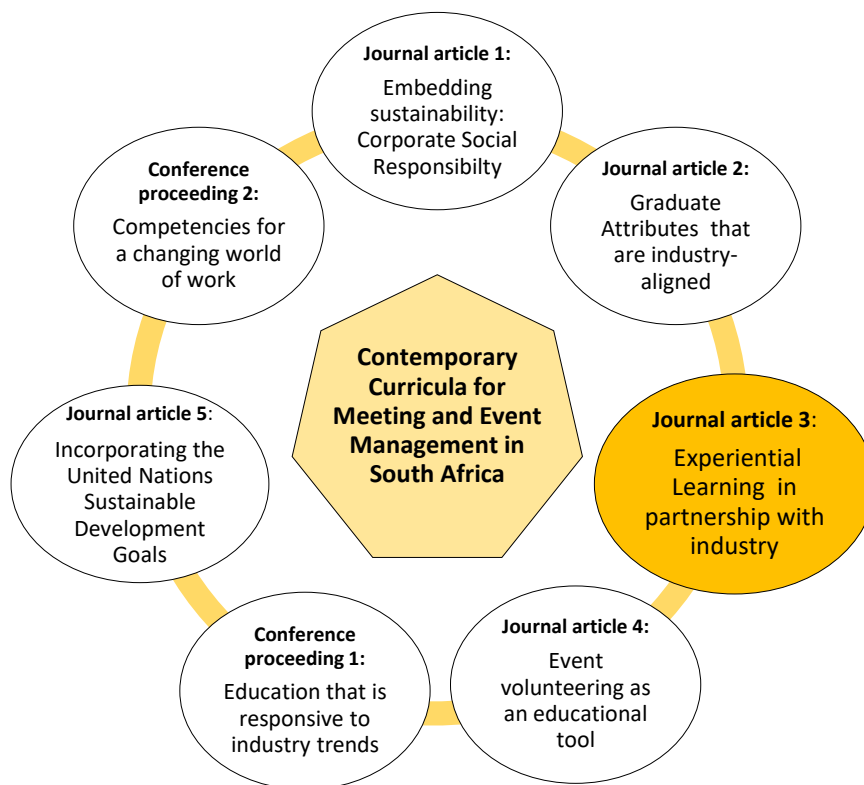 Journal article 1:
Embedding
sustainability:
Corporate Social
Responsibilty
Journal article 2:
Graduate
Attributes that
are industry-
aligned
Journal article 3:
Experiential
Learning in
partnership with
industry
Journal article 4:
Event
volunteering as
an educational
tool
Conference
proceeding 1:
Education that is
responsive to
industry trends
Journal article 5:
Incorporating the
United Nations
Sustainable
Development
Goals
Conference
proceeding 2:
Competencies for
a changing world
of work
Contemporary
Curricula for
Meeting and Event
Management in
South Africa